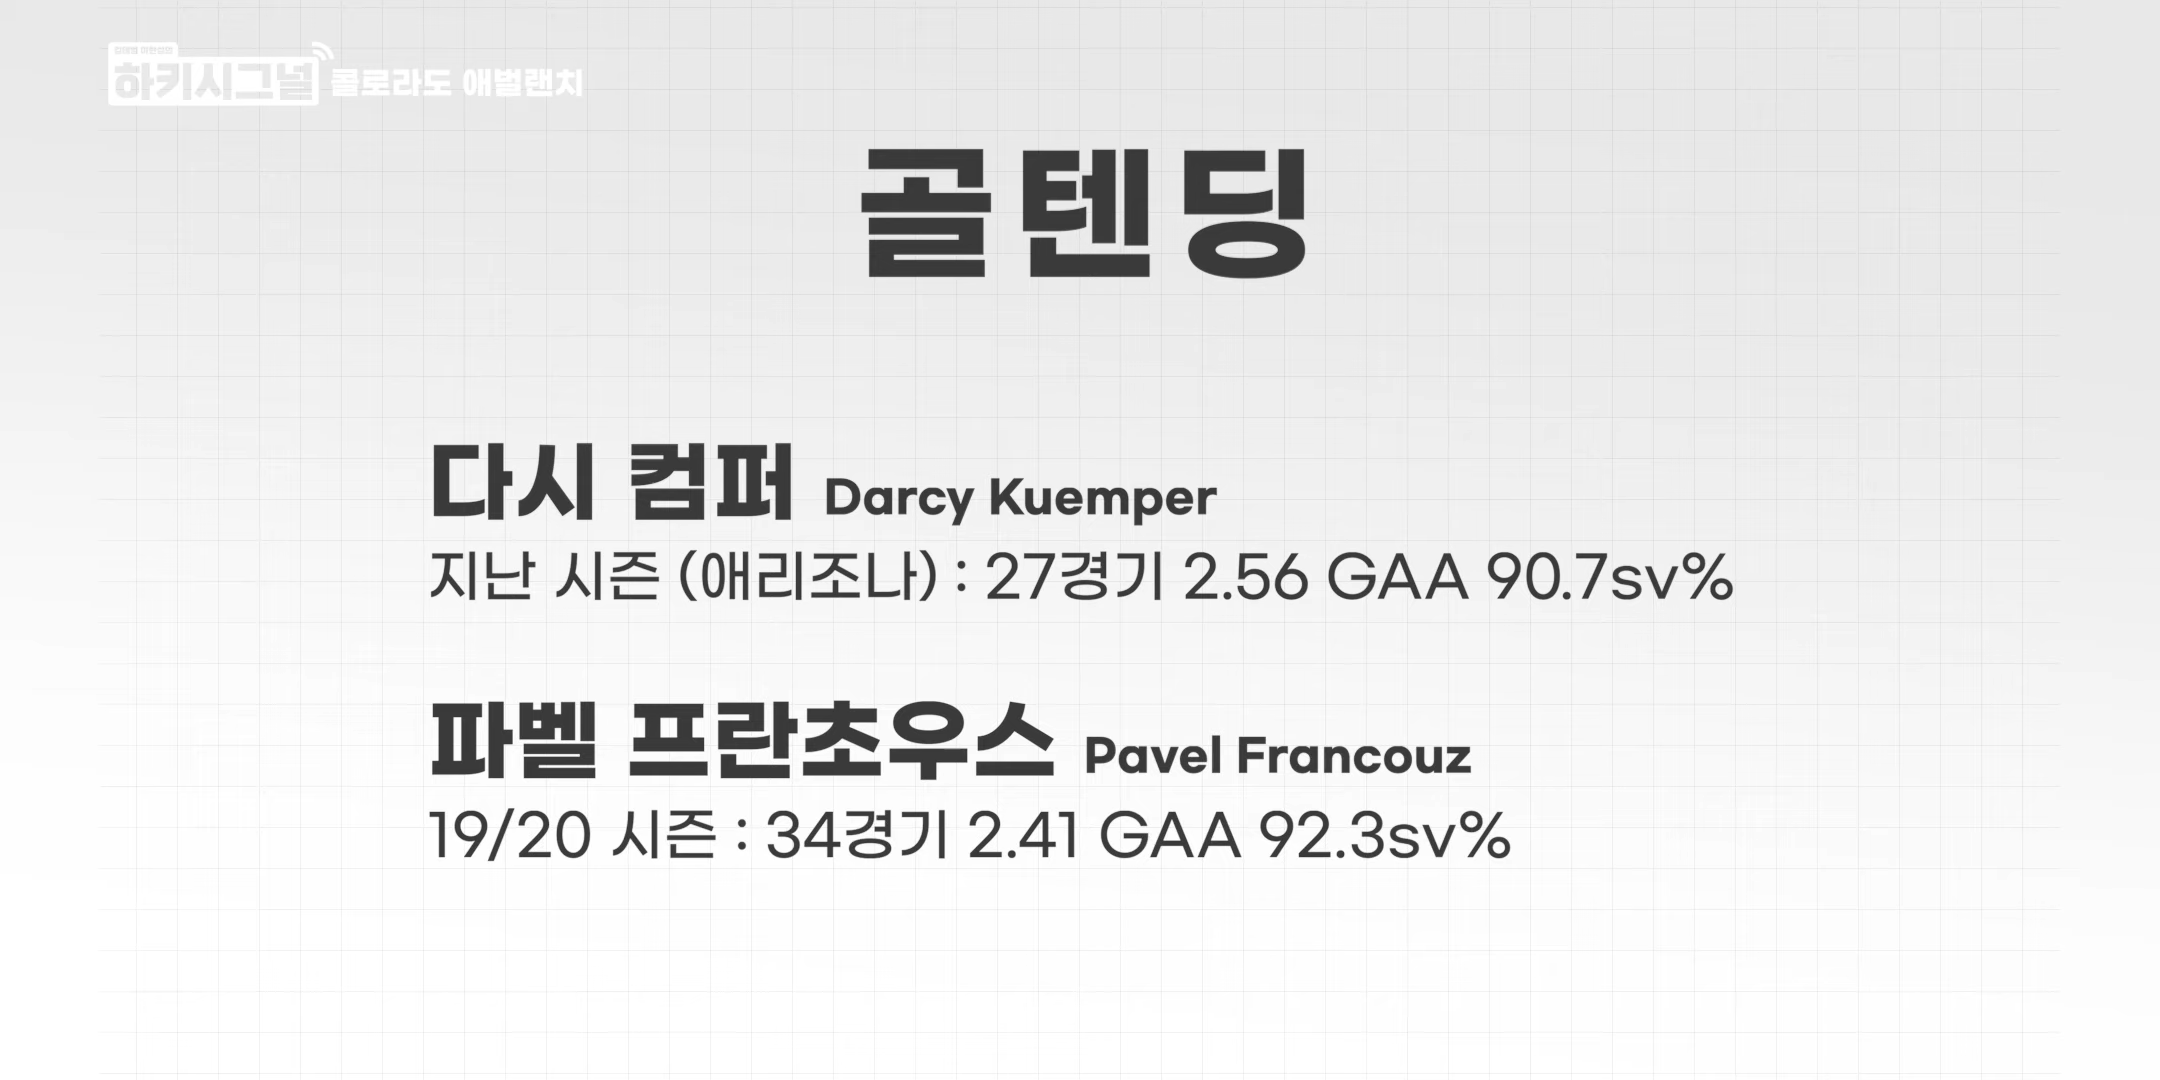 하키시그널 콜로라도 애벌랜치
골텐딩
다시 컴퍼 Darcy Kuemper
지난 시즌 (애리조나) : 27경기 2.56 GAA 90.7sv%
파벨 프란초우스 Pavel Francouz
19/20 시즌 : 34경기 2.41 GAA 92.3sv%